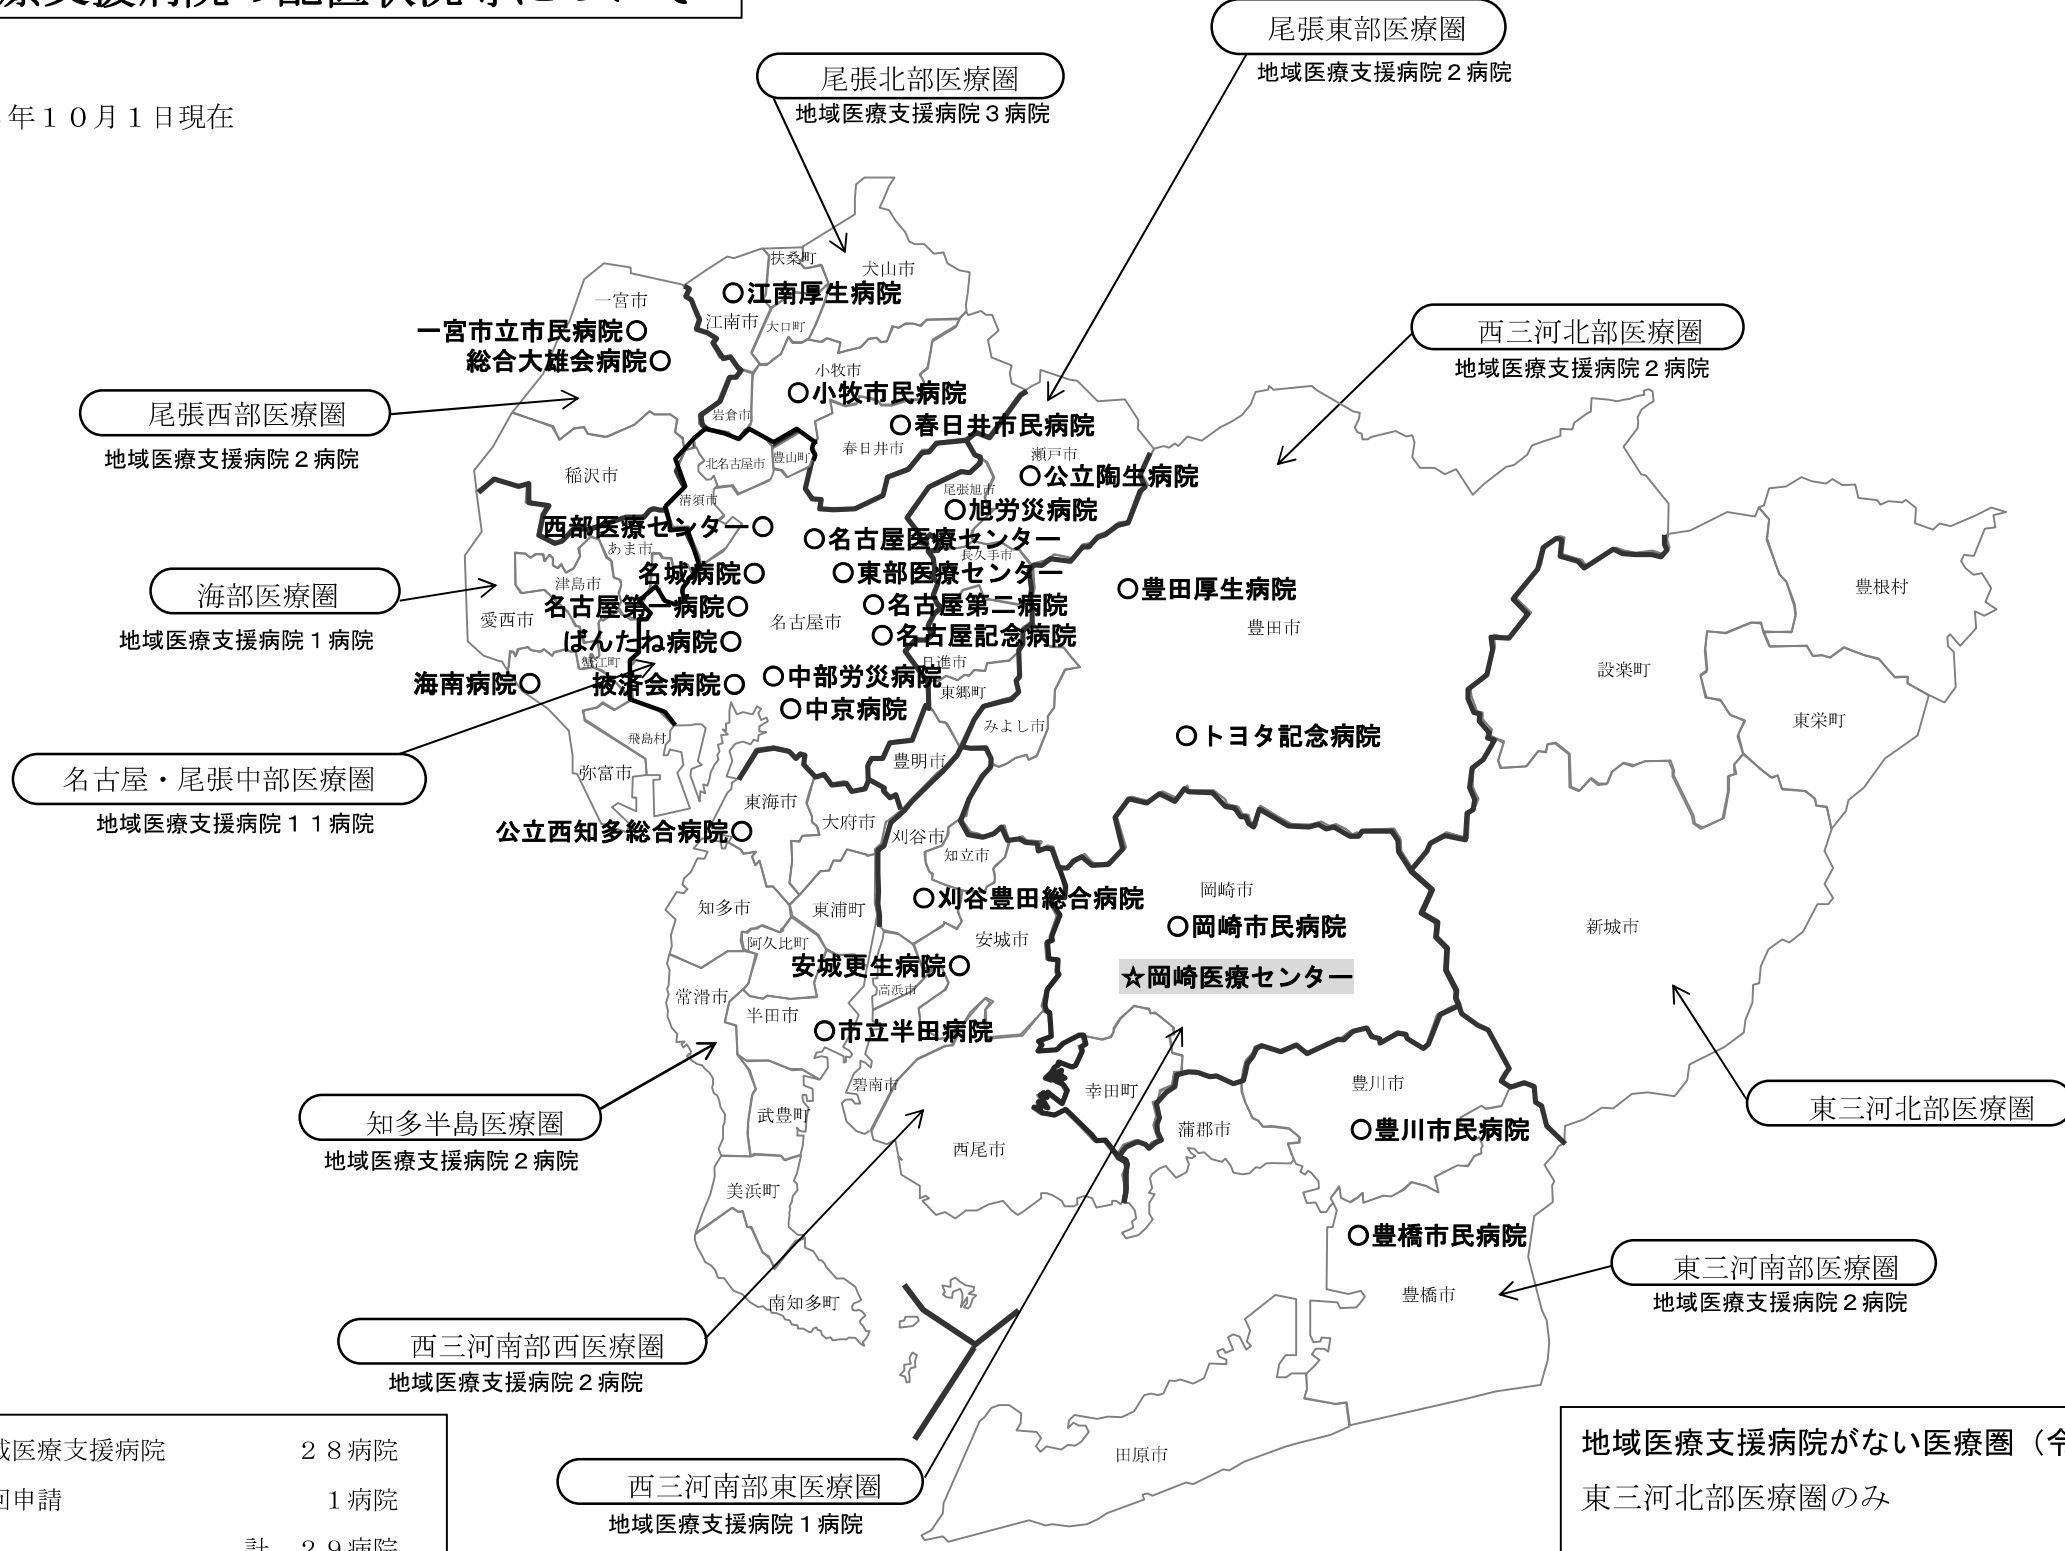 療支援病院の配置状況等について
年１０月１日現在
尾張東部医療圏
地域医療支援病院２病院
尾張北部医療圏
地域医療支援病院３病院
扶桑町
犬山市
○江南厚生病院
一宮市
江南市
大口町
一宮市立市民病院○
総合大雄会病院○
西三河北部医療圏
地域医療支援病院２病院
小牧市
○小牧市民病院
尾張西部医療圏
地域医療支援病院２病院
岩倉市
○春日井市民病院
春日井市
瀬戸市
北名古屋市
豊山町
稲沢市
○公立陶生病院
尾張旭市
清須市
○旭労災病院
西部医療センター○
○名古屋医療センター
あま市
長久手市
名城病院○
○東部医療センター
津島市
海部医療圏
地域医療支援病院１病院
○豊田厚生病院
豊根村
名古屋第一病院○
○名古屋第二病院
愛西市
名古屋市
豊田市
ばんたね病院○
○名古屋記念病院
蟹江町
日進市
設楽町
海南病院○
掖済会病院○
○中部労災病院
東郷町
○中京病院
東栄町
みよし市
飛島村
○トヨタ記念病院
豊明市
弥富市
名古屋・尾張中部医療圏
地域医療支援病院１１病院
東海市
大府市
公立西知多総合病院○
刈谷市
知立市
岡崎市
○刈谷豊田総合病院
知多市
東浦町
○岡崎市民病院
新城市
阿久比町
安城市
安城更生病院○
☆岡崎医療センター
高浜市
常滑市
半田市
○市立半田病院
碧南市
幸田町
豊川市
東三河北部医療圏
知多半島医療圏
地域医療支援病院２病院
武豊町
蒲郡市
○豊川市民病院
西尾市
美浜町
○豊橋市民病院
東三河南部医療圏
地域医療支援病院２病院
豊橋市
南知多町
西三河南部西医療圏
地域医療支援病院２病院
田原市
西三河南部東医療圏
地域医療支援病院１病院
域医療支援病院　２８病院
回申請　１病院
計　２９病院
地域医療支援病院がない医療圏（令
東三河北部医療圏のみ